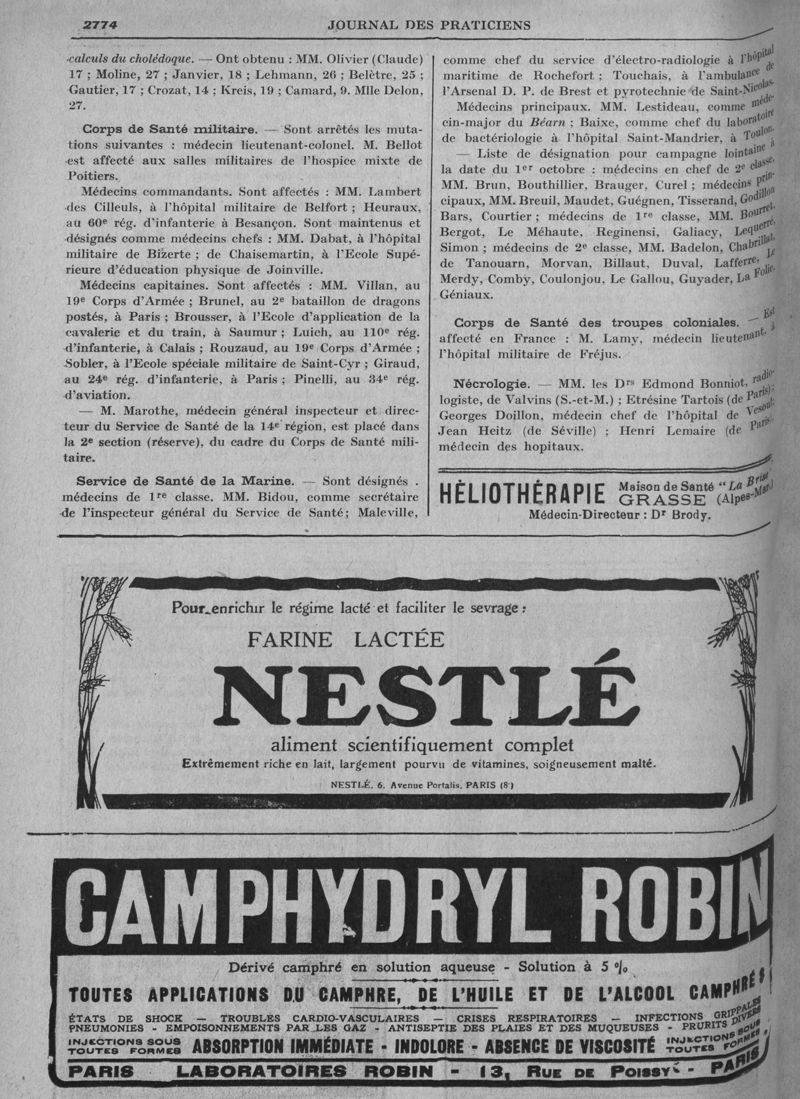 2774
JOURNAL DES PRATICIENS
calculs du cholédoque. — Ont obtenu : MM. Olivier (Claude)
17 ; Moline, 27 ; Janvier, 18 ; Lehmann, 26 ; Belètre, 25 ;
Gautier, 17 ; Crozat, 14 ; Kreis, 19 ; Camard, 9. Mlle Delon,
27.
Corps de Santé militaire. — Sont arrêtés les muta-
tions suivantes : médecin lieutenant-colonel. M. Bellot
est affecté aux salles militaires de l'hospice mixte de
Poitiers.
Médecins commandants. Sont affectés : MM. Lambert
des Cilleuls, à l'hôpital militaire de Belfort ; Heuraux,
au 60e rég. d'infanterie à Besançon. Sont maintenus et
désignés comme médecins chefs : MM. Dabat, à l'hôpital
militaire de Bizerte ; de Chaisemartin, à l'Ecole Supé-
rieure d'éducation physique de Joinville.
Médecins capitaines. Sont affectés : MM. Villan, au
19e Corps d'Armée ; Brunel, au 2e bataillon de dragons
postés, à Paris ; Brousser, à l'Ecole d'application de la
cavalerie et du train, à Saumur ; Luich, au 110e rég.
d'infanterie, à Calais ; Rouzaud, au 19e Corps d'Armée ;
Sobler, à l'Ecole spéciale militaire de Saint-Cyr ; Giraud,
au 24e rég. d'infanterie, à Paris ; Pinelli, au 34e rég.
d'aviation.
— M. Marothe, médecin général inspecteur et direc-
teur du Service de Santé de la 14e région, est placé dans
la 2e section (réserve), du cadre du Corps de Santé mili-
taire.
Service de Santé de la Marine. — Sont désignés .
médecins de 1re classe. MM. Bidou, comme secrétaire
de l'inspecteur général du Service de Santé; Maleville,
comme chef du service d'électro-radiologie à l'hôpital
maritime de Rochefort ; Touchais, à l'ambulance de
l'Arsenal D. P. de Brest et pyrotechnie de Saint-Nicolas.
Médecins principaux. MM. Lestideau, comme méde-
cin-major du Béarn ; Baixe, comme chef du laboratoire
de bactériologie à l'hôpital Saint-Mandrier, à Toulon.
— Liste de désignation pour campagne lointaine à
la date du 1er octobre : médecins en chef de 2e classe,
MM. Brun, Bouthillier, Brauger, Curel ; médecins prin-
cipaux, MM. Breuil, Maudet, Guégnen, Tisserand, Godillon
Bars, Courtier ; médecins de 1re classe, MM. Bourret,
Bergot, Le Méhaute, Reginensi, Galiacy, Lequerré,
Simon ; médecins de 2e classe, MM. Badelon, Chabrillat,
de Tanouarn, Morvan, Billaut, Duval, Lafferre, Le
Merdy, Comby, Coulonjou, Le Gallou, Guyader, La Folie-
Géniaux.
Corps de Santé des troupes coloniales. — Est
affecté en France : M. Lamy, médecin lieutenant, à
l'hôpital militaire de Fréjus.
Nécrologie. — MM. les Drs Edmond Bonniot, radio-
logiste, de Valvins (S.-et-M.) ; Etrésine Tartois (de Paris);
Georges Doillon, médecin chef de l'hôpital de Vesoul;
Jean Heitz (de Séville) ; Henri Lemaire (de Paris
médecin des hopitaux.
HÉLIOTHÉRAPIE Maison de Santé "La Brise
GRASSE (Alpes-Mar.)
Médecin-Directeur : Dr Brody.
Pour enrichir le régime lacté et faciliter le sevrage :
FARINE LACTÉE
NESTLÉ
aliment scientifiquement complet
Extrêmement riche en lait, largement pourvu de vitamines, soigneusement malté.
NESTLÉ, 6, Avenue Portalis, PARIS (8e)
CAMPHYDRYL ROBIN
Dérivé camphré en solution aqueuse - Solution à 5 %
TOUTES APPLICATIONS DU CAMPHRE, DE L'HUILE ET DE L'ALCOOL CAMPHRÉS
ÉTATS DE SHOCK — TROUBLES CARDIO-VASCULAIRES — CRISES RESPIRATOIRES — INFECTIONS GRIPPALES
PNEUMONIES - EMPOISONNEMENTS PAR LES GAZ - ANTISEPTIE DES PLAIES ET DES MUQUEUSES - PRURITS DIVERS
INJECTIONS SOUS TOUTES FORMES ABSORPTION IMMÉDIATE - INDOLORE - ABSENCE DE VISCOSITÉ INJECTIONS SOUS TOUTES FORMES
PARIS LABORATOIRES ROBIN - 13, RUE DE POISSY - PARIS